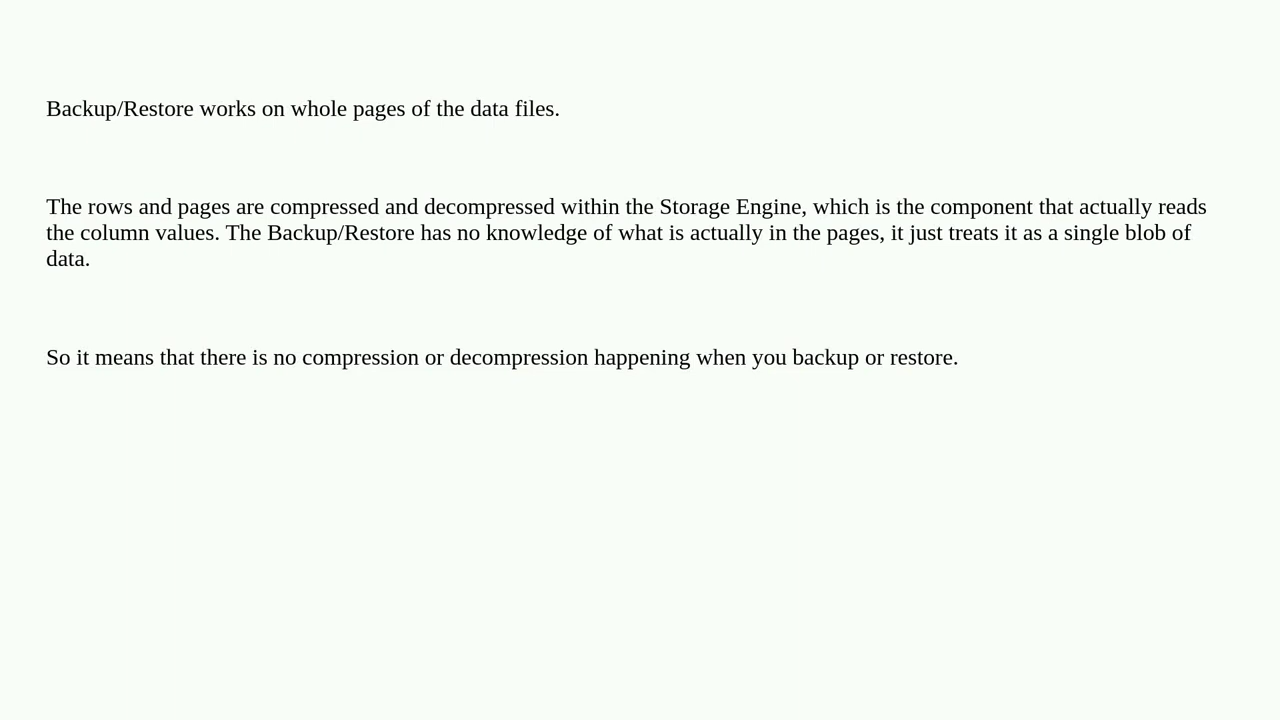 Backup/Restore works on whole pages of the data files.
The rows and pages are compressed and decompressed within the Storage Engine, which is the component that actually reads
the column values. The Backup/Restore has no knowledge of what is actually in the pages, it just treats it as a single blob of
data.
So it means that there is no compression or decompression happening when you backup or restore.